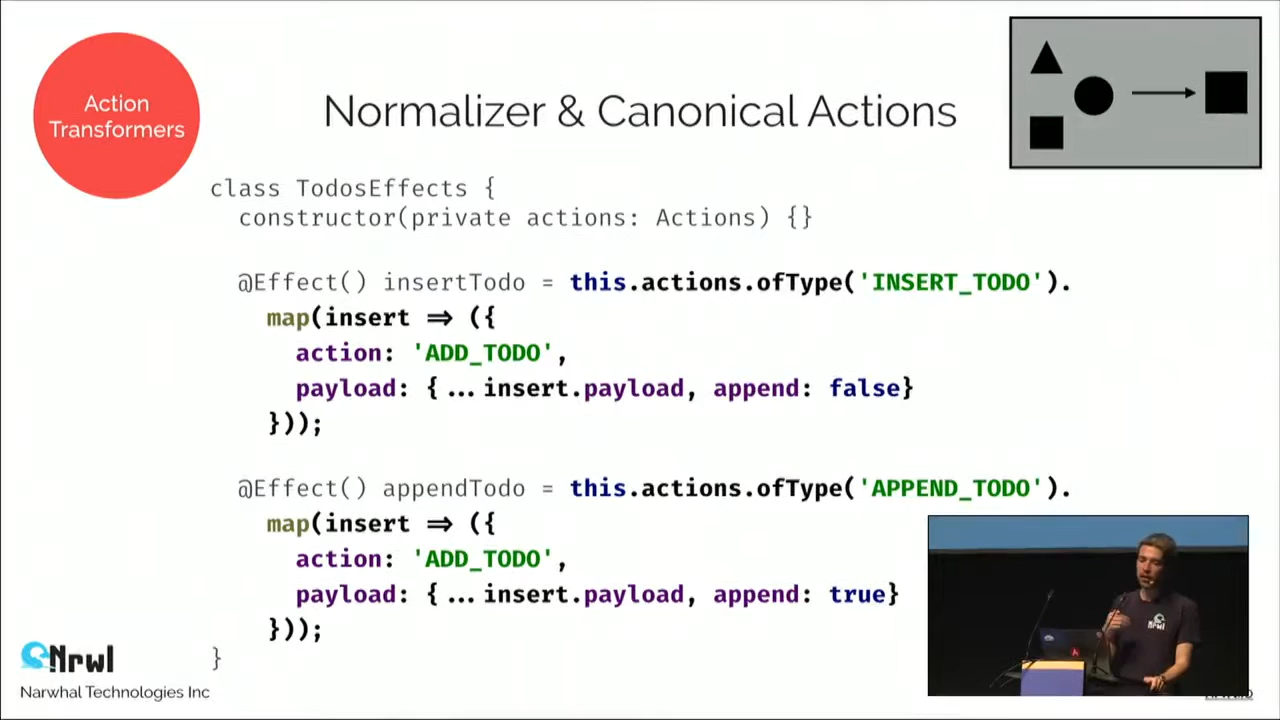 Action
Transformers
Normalizer & Canonical Actions
class TodosEffects {
constructor(private actions: Actions) {}
@Effect() insertTodo = this.actions.ofType('INSERT_TODO').
map(insert => ({
action: 'ADD_TODO',
payload: {...insert.payload, append: false}
}));
@Effect() appendTodo = this.actions.ofType('APPEND_TODO').
map(insert => ({
action: 'ADD_TODO',
payload: {...insert.payload, append: true}
}));
}
Nrwl
Narwhal Technologies Inc
Nrwl